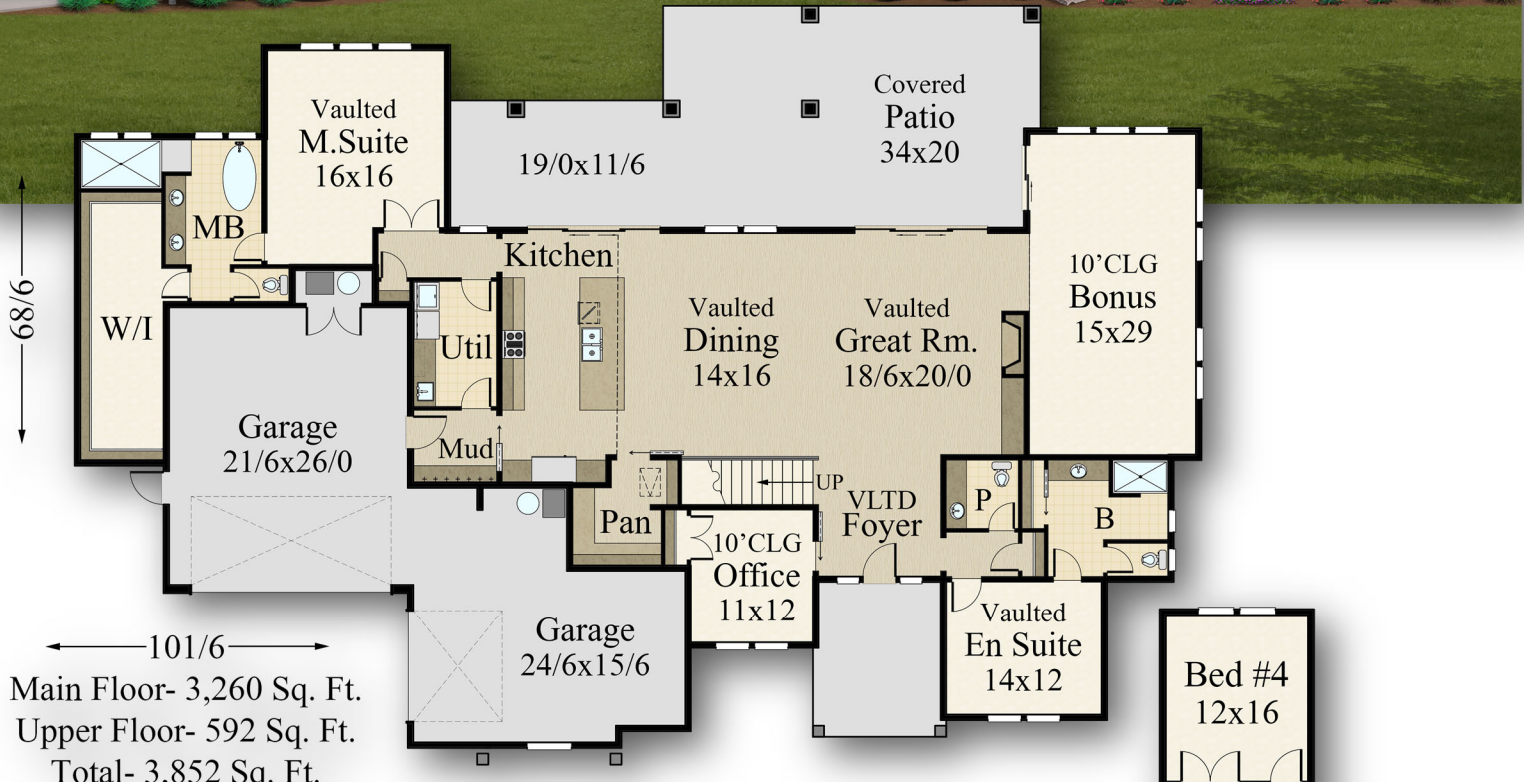 Covered
Patio
34x20
19/0x11/6
Vaulted
M.Suite
16x16
MB
W/I
68/6
Kitchen
Util
Mud
Vaulted
Dining
14x16
Vaulted
Great Rm.
18/6x20/0
10'CLG
Bonus
15x29
Garage
21/6x26/0
Pan
UP
VLTD
Foyer
P
B
10'CLG
Office
11x12
Garage
24/6x15/6
Vaulted
En Suite
14x12
Bed #4
12x16
101/6
Main Floor- 3,260 Sq. Ft.
Upper Floor- 592 Sq. Ft.
Total- 3,852 Sq. Ft.